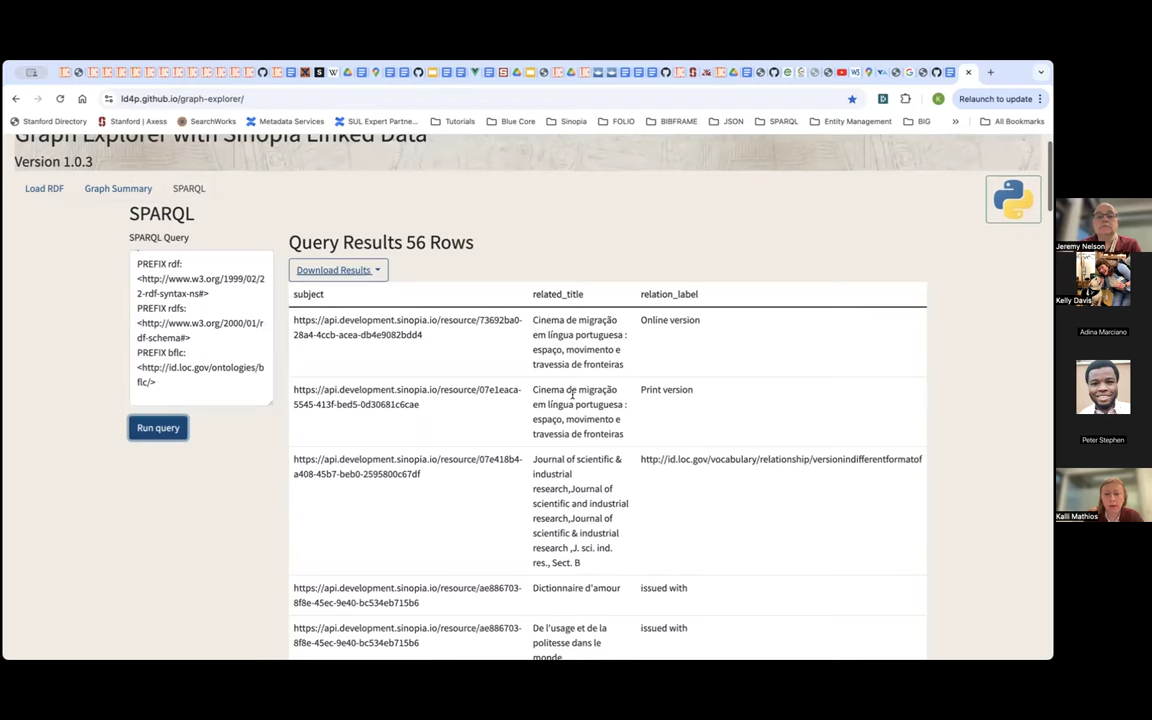 ld4p.github.io/graph-explorer/
Relaunch to update
Stanford Directory
Stanford | Axess
SearchWorks
Metadata Services
SUL Expert Partne...
Tutorials
Blue Core
Sinopia
FOLIO
BIBFRAME
JSON
SPARQL
Entity Management
BIG
All Bookmarks
Graph Explorer with Sinopia Linked Data
Version 1.0.3
Load RDF
Graph Summary
SPARQL
SPARQL
SPARQL Query
PREFIX rdf:
<http://www.w3.org/1999/02/2
2-rdf-syntax-ns#>
PREFIX rdfs:
<http://www.w3.org/2000/01/r
df-schema#>
PREFIX bflc:
<http://id.loc.gov/ontologies/b
flc/>
Run query
Query Results 56 Rows
Download Results
subject
related_title
relation_label
https://api.development.sinopia.io/resource/73692ba0-
28a4-4ccb-acea-db4e9082bdd4
Cinema de migração
em língua portuguesa :
espaço, movimento e
travessia de fronteiras
Online version
https://api.development.sinopia.io/resource/07e1eaca-
5545-413f-bed5-0d30681c6cae
Cinema de migração
em língua portuguesa :
espaço, movimento e
travessia de fronteiras
Print version
https://api.development.sinopia.io/resource/07e418b4-
a408-45b7-beb0-2595800c67df
Journal of scientific &
industrial
research,Journal of
scientific and industrial
research,Journal of
scientific & industrial
research ,J. sci. ind.
res., Sect. B
http://id.loc.gov/vocabulary/relationship/versionindifferentformatof
https://api.development.sinopia.io/resource/ae886703-
8f8e-45ec-9e40-bc534eb715b6
Dictionnaire d'amour
issued with
https://api.development.sinopia.io/resource/ae886703-
8f8e-45ec-9e40-bc534eb715b6
De l'usage et de la
politesse dans le
monde
issued with
Jeremy Nelson
Kelly Davis
Adina Marciano
Peter Stephen
Kalli Mathios